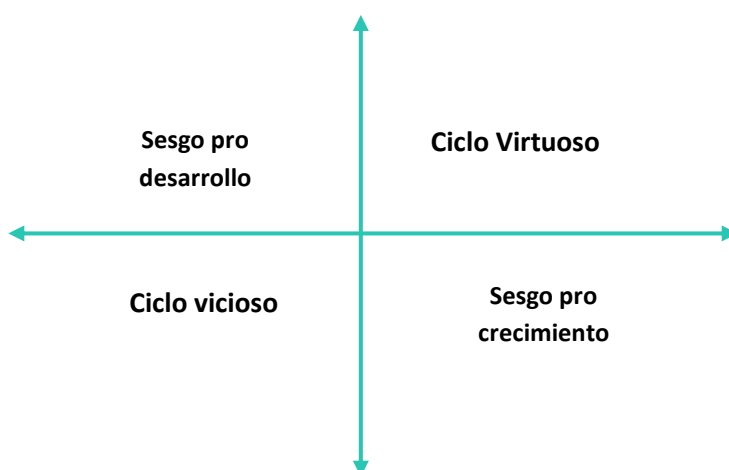 Sesgo pro
desarrollo
Ciclo Virtuoso
Ciclo vicioso
Sesgo pro
crecimiento